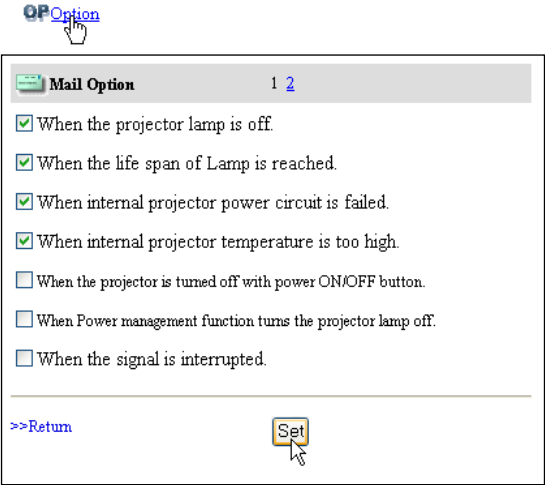 OP Option
Mail Option 1 2
When the projector lamp is off.
When the life span of Lamp is reached.
When internal projector power circuit is failed.
When internal projector temperature is too high.
When the projector is turned off with power ON/OFF button.
When Power management function turns the projector lamp off.
When the signal is interrupted.
>>Return Set